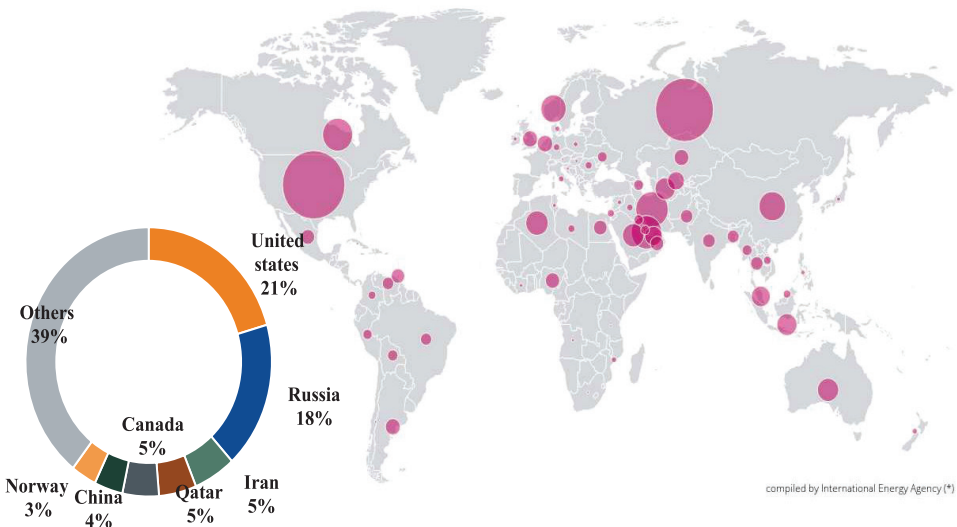 United
states
21%
Others
39%
Russia
18%
Canada
5%
Iran
5%
Qatar
5%
China
4%
Norway
3%
compiled by International Energy Agency (*)